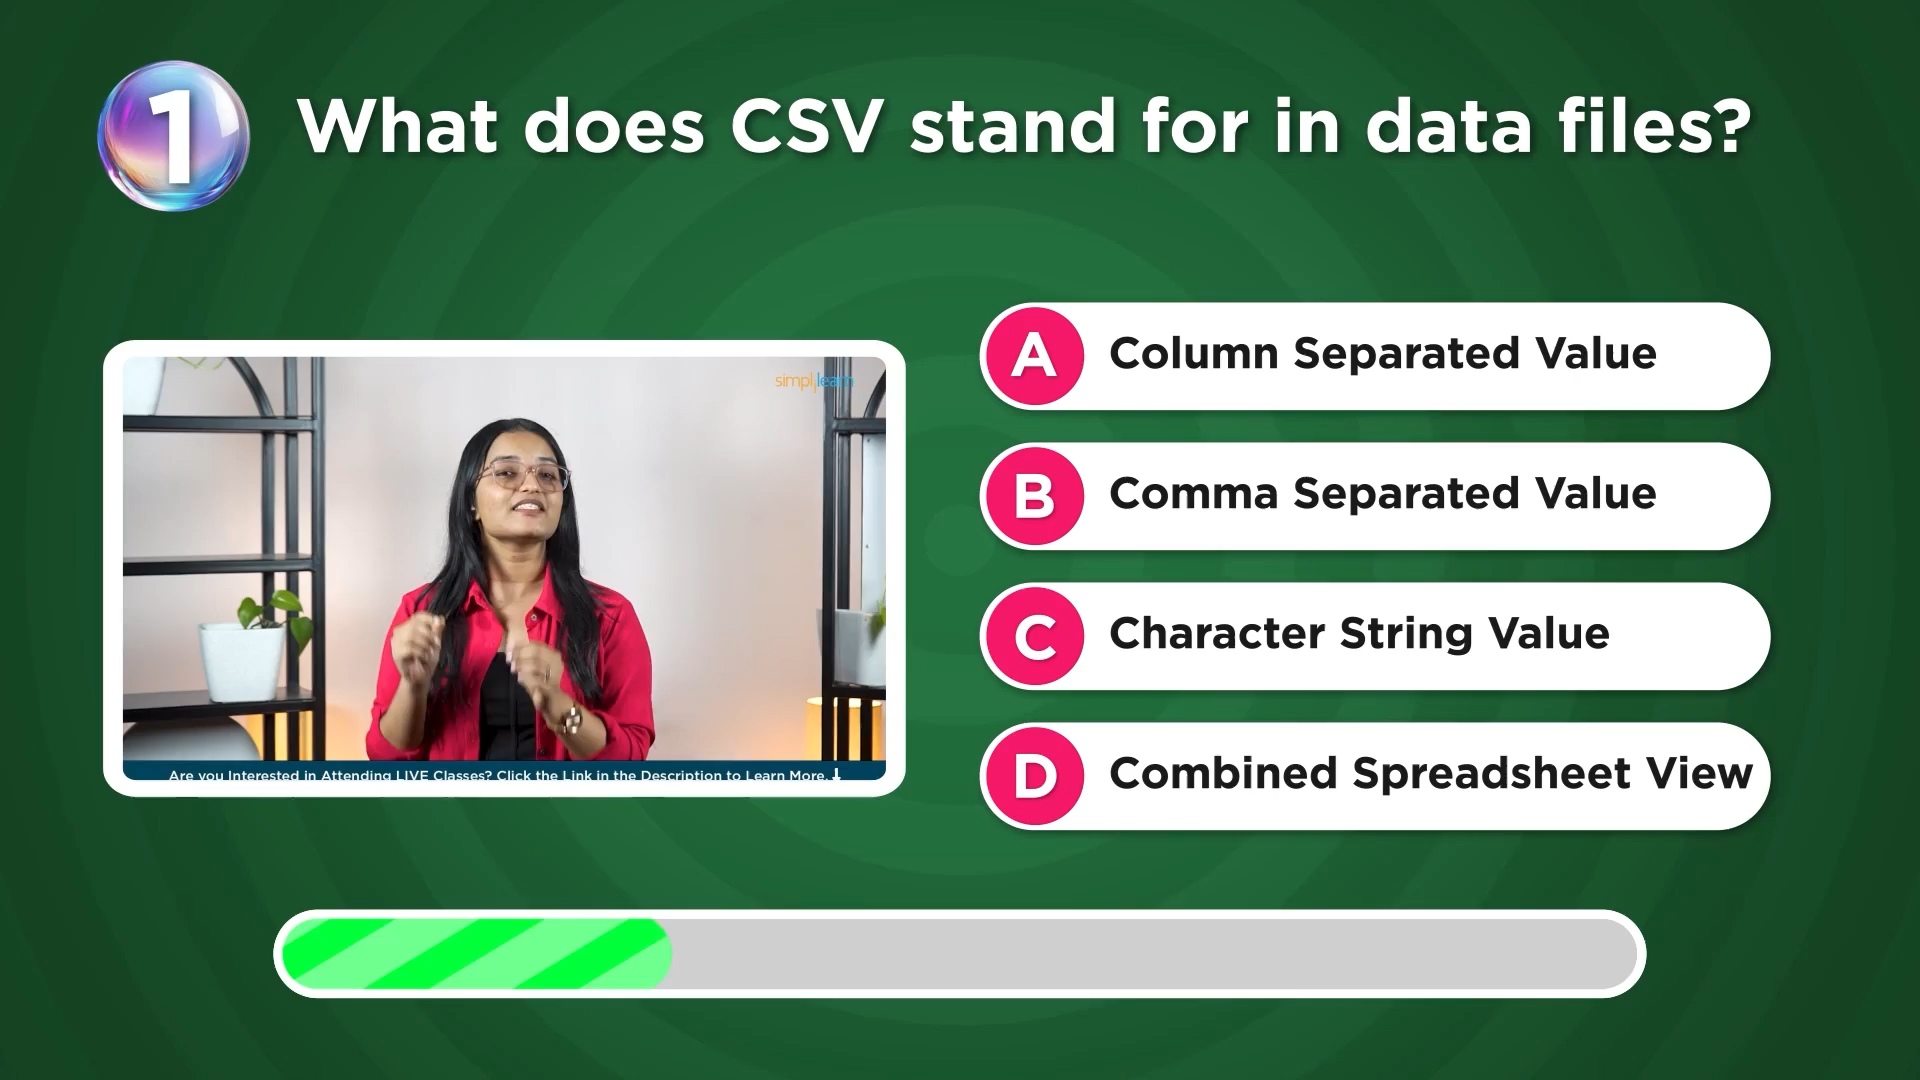 1
What does CSV stand for in data files?
simplilearn
A Column Separated Value
B Comma Separated Value
C Character String Value
D Combined Spreadsheet View
Are you Interested in Attending LIVE Classes? Click the Link in the Description to Learn More.